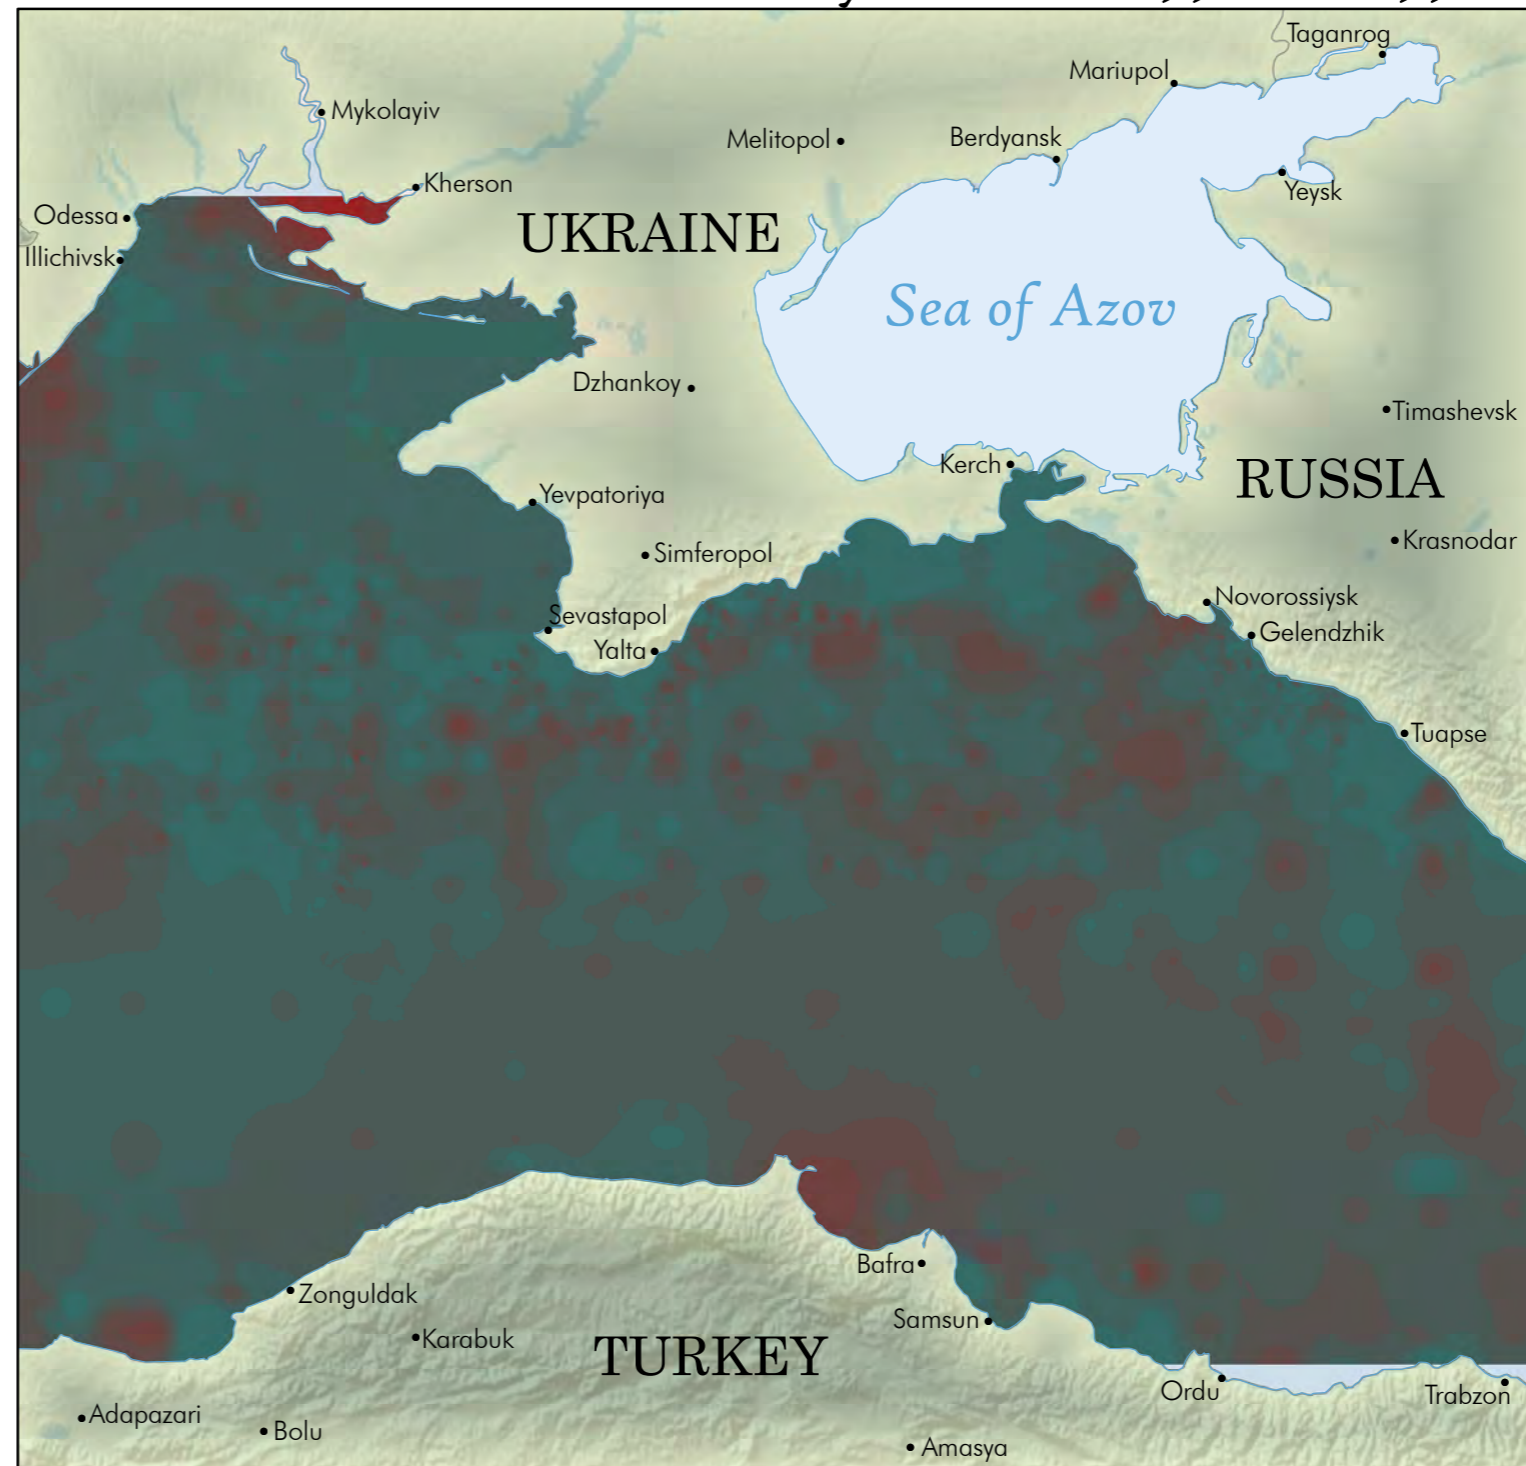 Taganrog
Mariupol
Mykolayiv
Melitopol
Berdyansk
Kherson
Yeysk
Odessa
UKRAINE
Illichivsk
Sea of Azov
Dzhankoy
Timashevsk
Kerch
RUSSIA
Yevpatoriya
Krasnodar
Simferopol
Novorossiysk
Sevastapol
Gelendzhik
Yalta
Tuapse
Bafra
Zonguldak
Samsun
Karabuk
TURKEY
Ordu
Trabzon
Adapazari
Bolu
Amasya